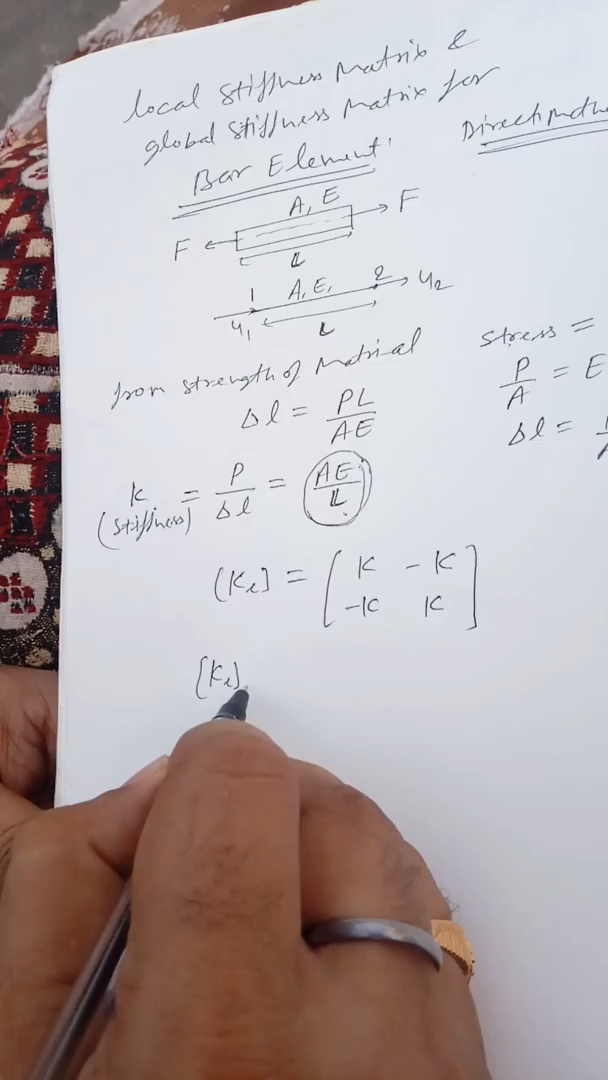 Local Stiffness Matrix &
global Stiffness Matrix for
Bar Element
Direct Meth
A, E
F F
L
1 A, E, 2
u1 u2
L
from Strength of Matrial
Δl = PL/AE
Stress =
P/A = E
Δl =
K (Stiffness) = P/Δl = AE/L
[Ke] = [ K -K
-K K ]
[Ke]